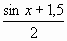 sin x + 1,5
2